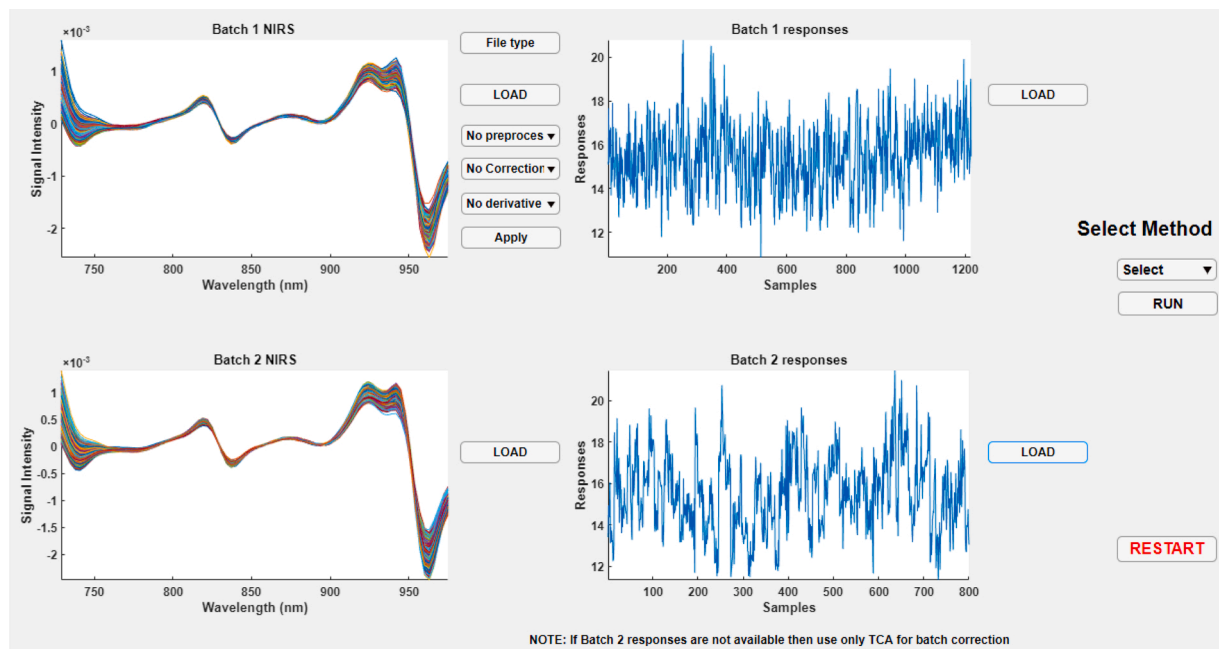 Batch 1 NIRS
×10-3
1
0
-1
-2
Signal Intensity
750
800
850
900
950
Wavelength (nm)
File type
LOAD
No preproces ▼
No Correction ▼
No derivative ▼
Apply
Batch 1 responses
20
18
16
14
12
Responses
200
400
600
800
1000
1200
Samples
LOAD
Select Method
Select ▼
RUN
Batch 2 NIRS
×10-3
1
0.5
0
-0.5
-1
-1.5
-2
Signal Intensity
750
800
850
900
950
Wavelength (nm)
LOAD
Batch 2 responses
20
18
16
14
12
Responses
100
200
300
400
500
600
700
800
Samples
LOAD
RESTART
NOTE: If Batch 2 responses are not available then use only TCA for batch correction